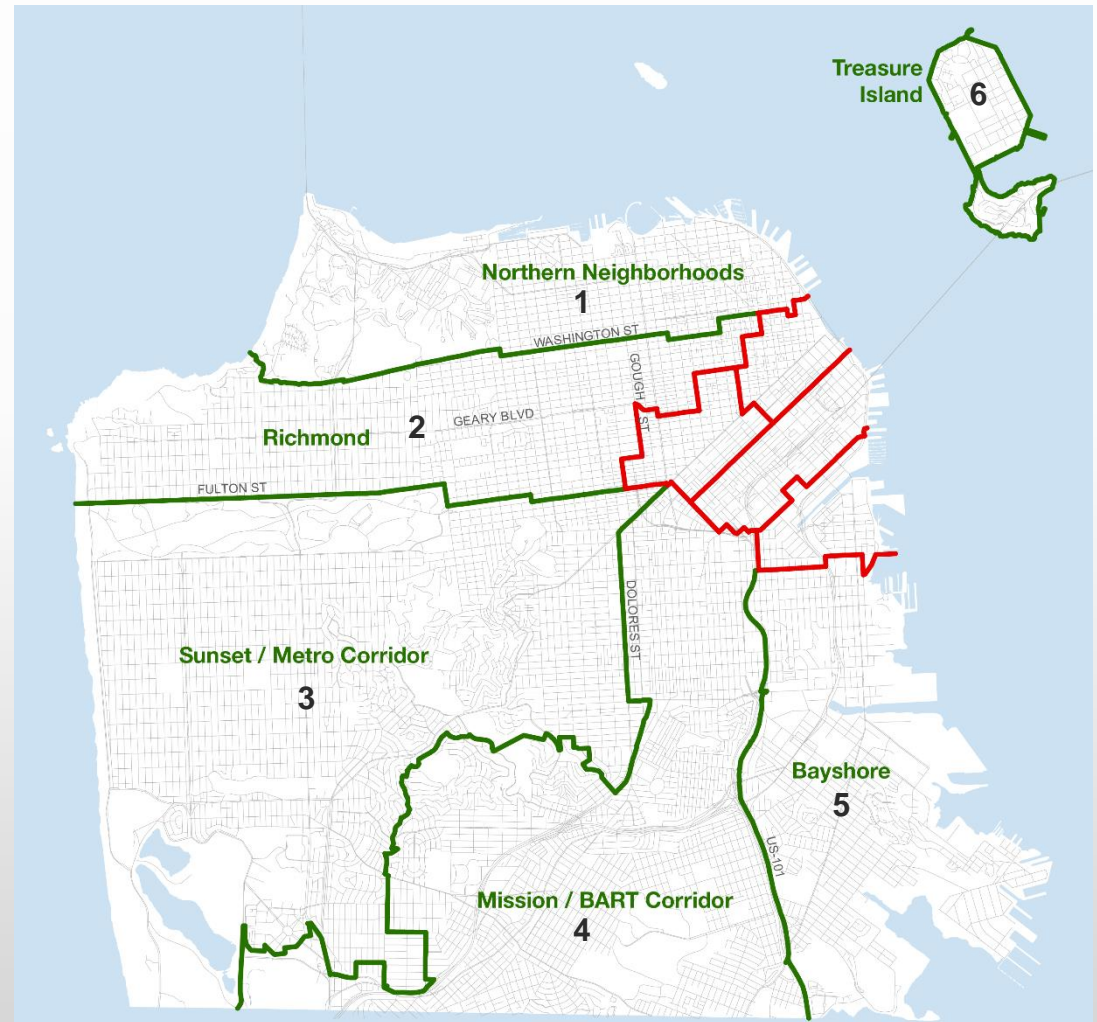 Treasure
Island
6
Northern Neighborhoods
1
WASHINGTON ST
GOUGH ST
GEARY BLVD
2
Richmond
FULTON ST
DOLORES ST
Sunset / Metro Corridor
3
Bayshore
5
US-101
Mission / BART Corridor
4